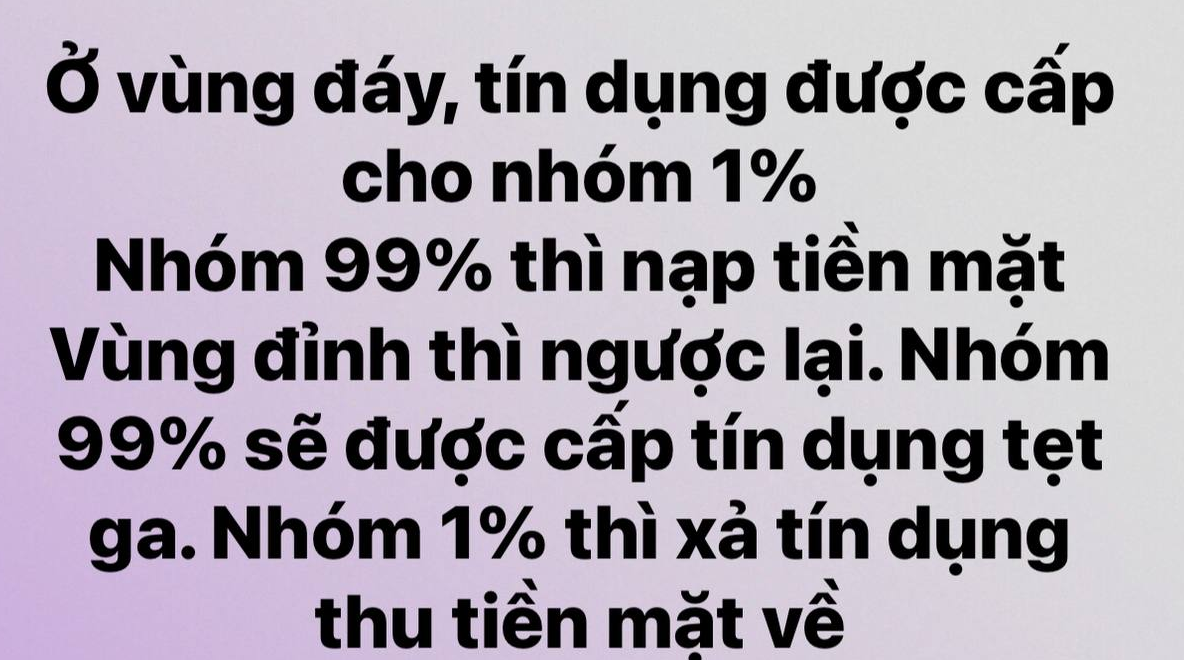 Ở vùng đáy, tín dụng được cấp
cho nhóm 1%
Nhóm 99% thì nạp tiền mặt
Vùng đỉnh thì ngược lại. Nhóm
99% sẽ được cấp tín dụng tẹt
ga. Nhóm 1% thì xả tín dụng
thu tiền mặt về